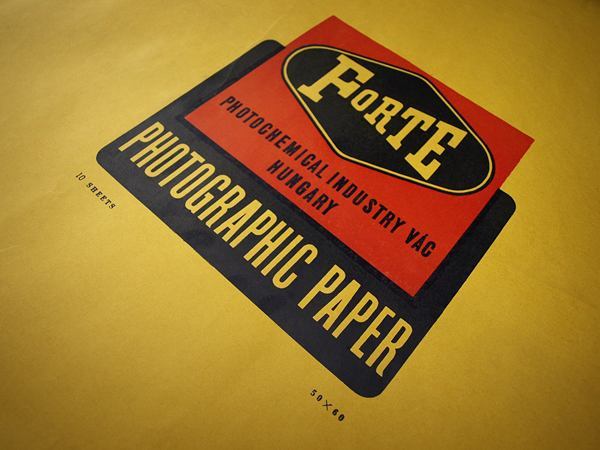 FORTE
PHOTOCHEMICAL INDUSTRY VÁC
HUNGARY
PHOTOGRAPHIC PAPER
10 SHEETS
50×60